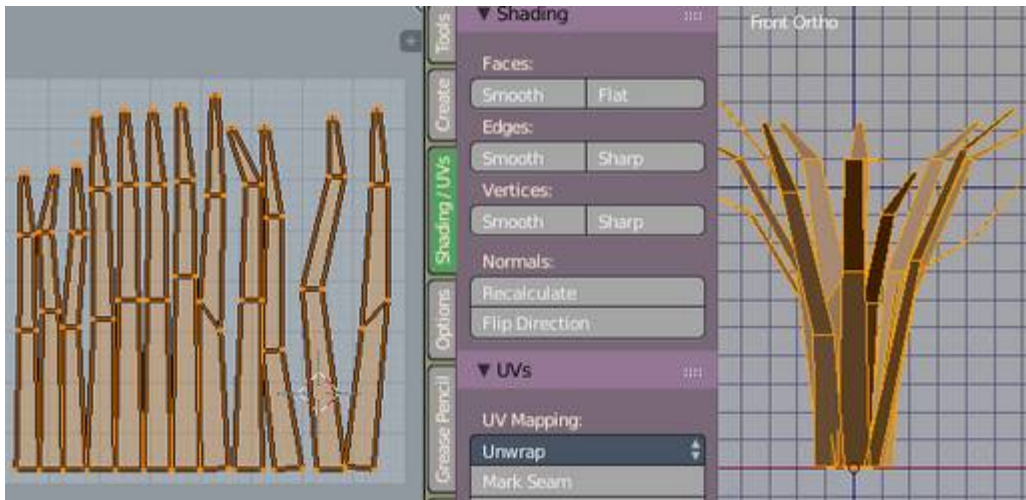 Tools
Create
Shading / UVs
Options
Grease Pencil
▼ Shading
Faces:
Smooth Flat
Edges:
Smooth Sharp
Vertices:
Smooth Sharp
Normals:
Recalculate
Flip Direction
▼ UVs
UV Mapping:
Unwrap
Mark Seam
Front Ortho